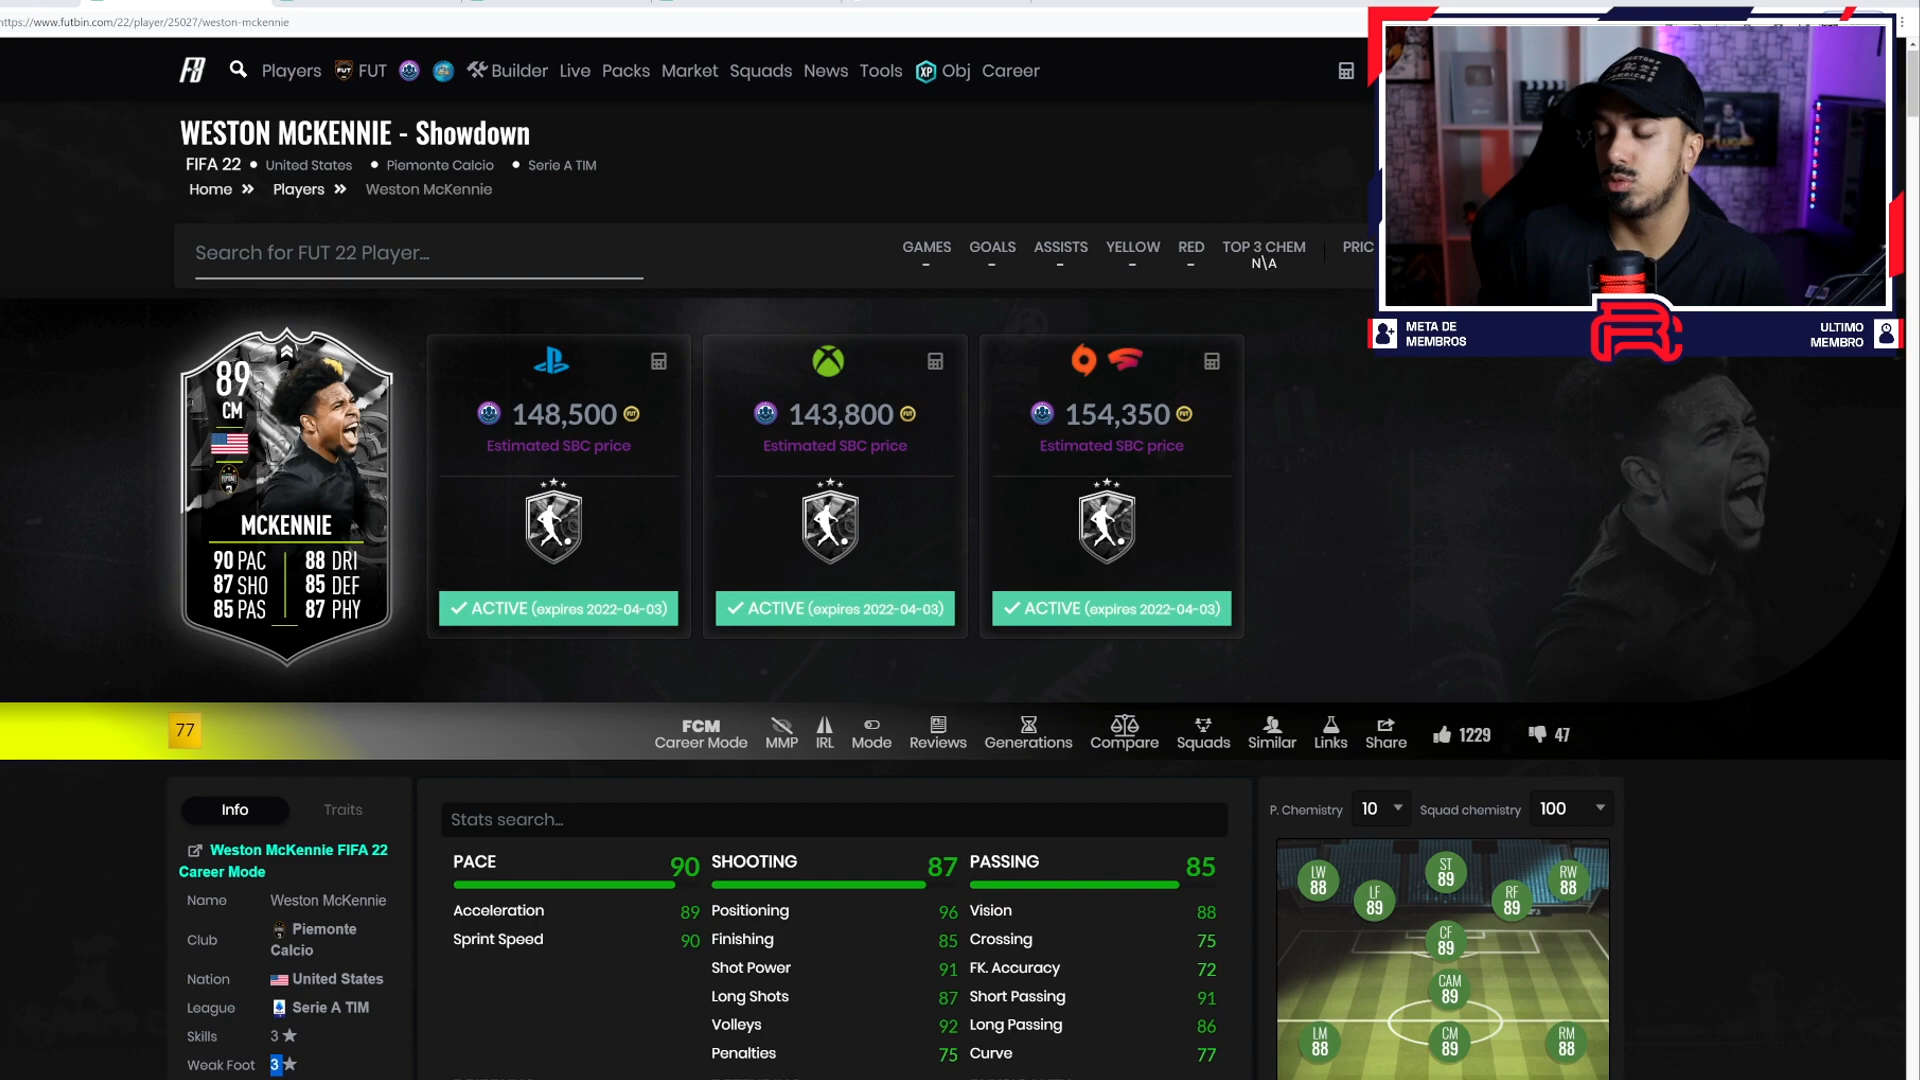 https://www.futbin.com/22/player/25027/weston-mckennie
Players FUT Builder Live Packs Market Squads News Tools XP Obj Career
WESTON MCKENNIE - Showdown
FIFA 22 • United States • Piemonte Calcio • Serie A TIM
Home » Players » Weston McKennie
Search for FUT 22 Player...
GAMES GOALS ASSISTS YELLOW RED TOP 3 CHEM PRIC
- - - - - N\A
META DE MEMBROS
ULTIMO MEMBRO
89
CM
MCKENNIE
90 PAC 88 DRI
87 SHO 85 DEF
85 PAS 87 PHY
148,500
Estimated SBC price
ACTIVE (expires 2022-04-03)
143,800
Estimated SBC price
ACTIVE (expires 2022-04-03)
154,350
Estimated SBC price
ACTIVE (expires 2022-04-03)
77
FCM
Career Mode MMP IRL Mode Reviews Generations Compare Squads Similar Links Share 1229 47
Info Traits
Weston McKennie FIFA 22 Career Mode
Name Weston McKennie
Club Piemonte Calcio
Nation United States
League Serie A TIM
Skills 3
Weak Foot 3
Stats search...
PACE 90
Acceleration 89
Sprint Speed 90
SHOOTING 87
Positioning 96
Finishing 85
Shot Power 91
Long Shots 87
Volleys 92
Penalties 75
PASSING 85
Vision 88
Crossing 75
FK. Accuracy 72
Short Passing 91
Long Passing 86
Curve 77
P. Chemistry 10 Squad chemistry 100
LW 88
LF 89
ST 89
RF 89
RW 88
CF 89
CAM 89
LM 88
CM 89
RM 88